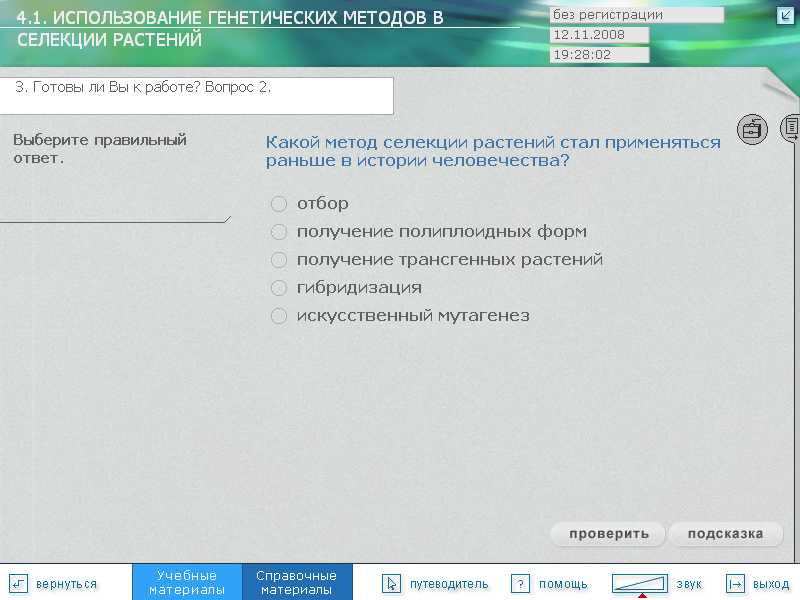 4.1. ИСПОЛЬЗОВАНИЕ ГЕНЕТИЧЕСКИХ МЕТОДОВ В
СЕЛЕКЦИИ РАСТЕНИЙ
без регистрации
12.11.2008
19:28:02
3. Готовы ли Вы к работе? Вопрос 2.
Выберите правильный
ответ.
Какой метод селекции растений стал применяться
раньше в истории человечества?
отбор
получение полиплоидных форм
получение трансгенных растений
гибридизация
искусственный мутагенез
проверить
подсказка
вернуться
Учебные
материалы
Справочные
материалы
путеводитель
? помощь
звук
выход